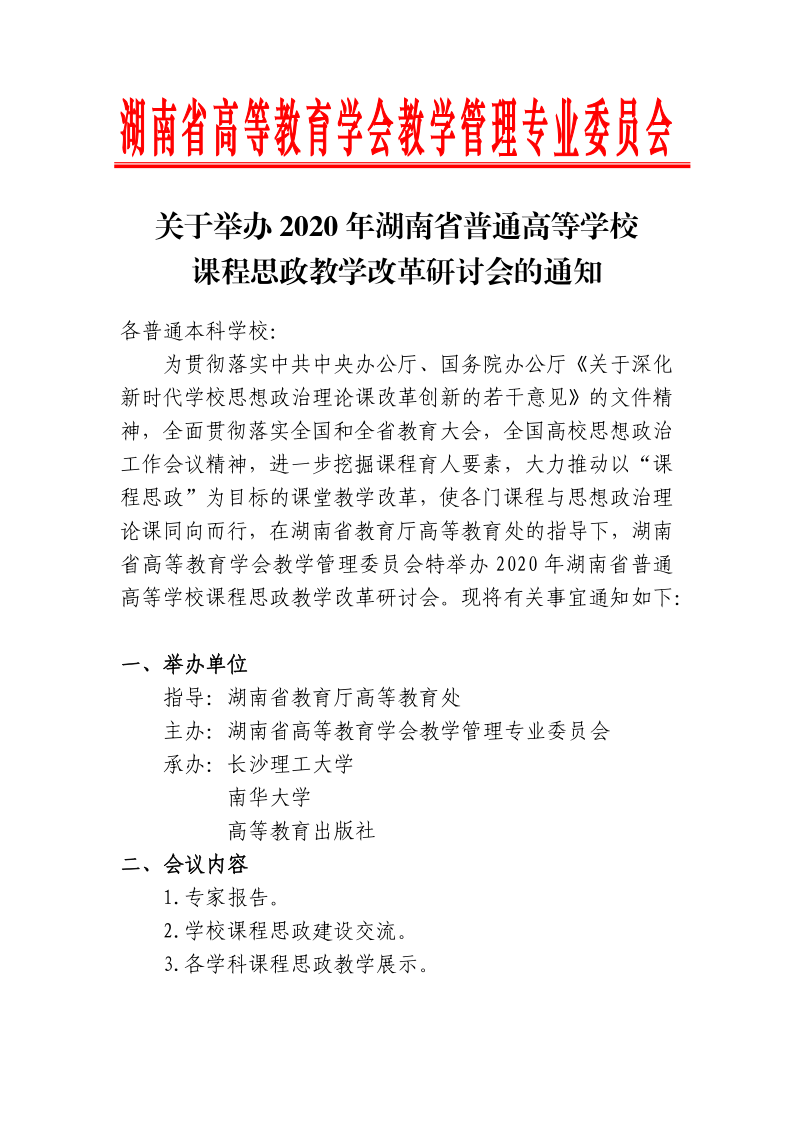 湖南省高等教育学会教学管理专业委员会
关于举办 2020 年湖南省普通高等学校
课程思政教学改革研讨会的通知
各普通本科学校：
为贯彻落实中共中央办公厅、国务院办公厅《关于深化
新时代学校思想政治理论课改革创新的若干意见》的文件精
神，全面贯彻落实全国和全省教育大会，全国高校思想政治
工作会议精神，进一步挖掘课程育人要素，大力推动以“课
程思政”为目标的课堂教学改革，使各门课程与思想政治理
论课同向而行，在湖南省教育厅高等教育处的指导下，湖南
省高等教育学会教学管理委员会特举办 2020 年湖南省普通
高等学校课程思政教学改革研讨会。现将有关事宜通知如下：
一、举办单位
指导：湖南省教育厅高等教育处
主办：湖南省高等教育学会教学管理专业委员会
承办：长沙理工大学
南华大学
高等教育出版社
二、会议内容
1.专家报告。
2.学校课程思政建设交流。
3.各学科课程思政教学展示。